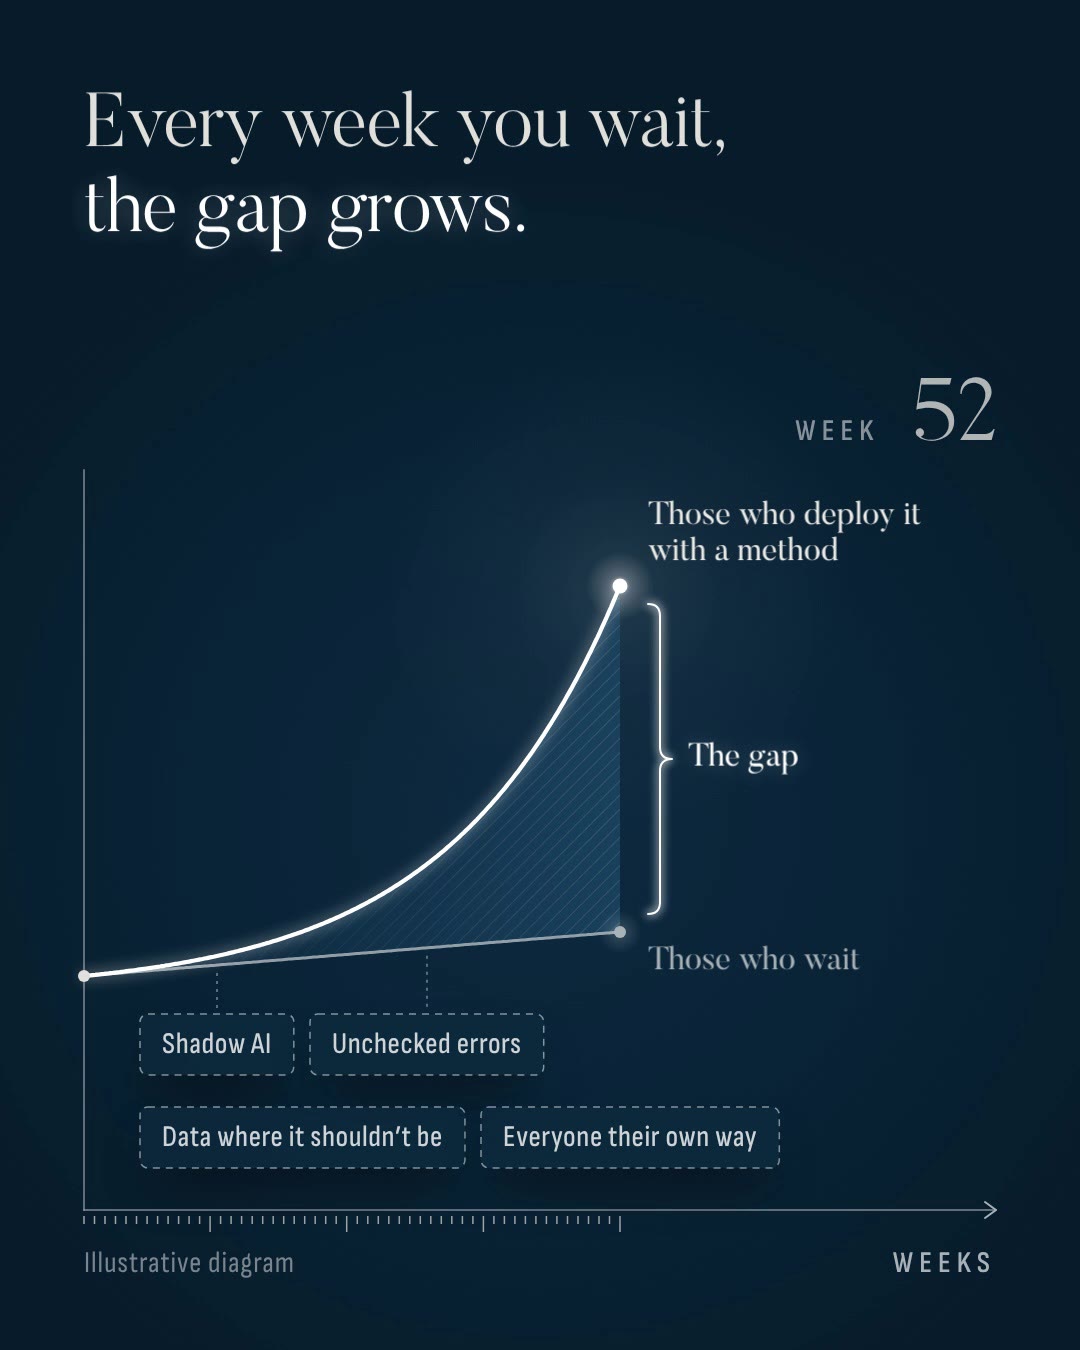 Every week you wait,
the gap grows.
WEEK 52
Those who deploy it
with a method
The gap
Those who wait
Shadow AI
Unchecked errors
Data where it shouldn’t be
Everyone their own way
Illustrative diagram
WEEKS